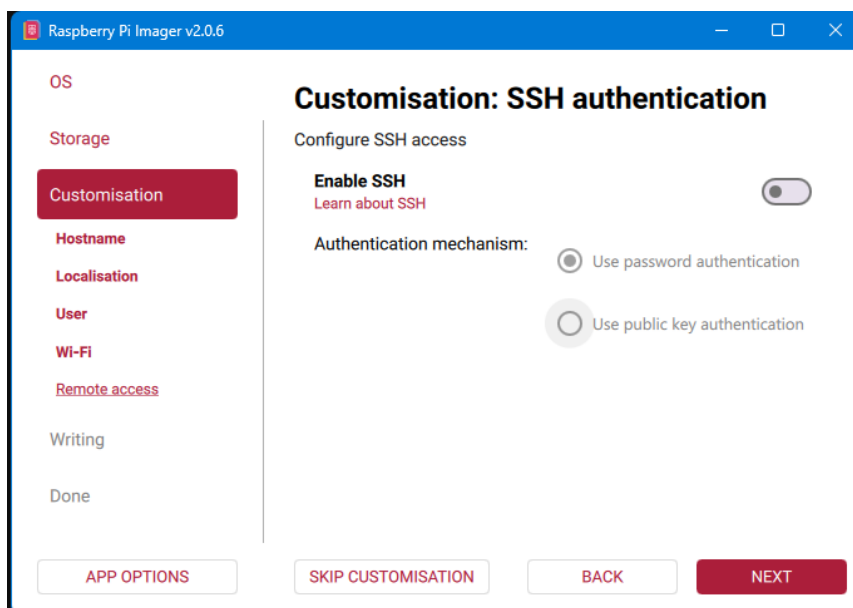 Raspberry Pi Imager v2.0.6
OS
Storage
Customisation
Hostname
Localisation
User
Wi-Fi
Remote access
Writing
Done
Customisation: SSH authentication
Configure SSH access
Enable SSH
Learn about SSH
Authentication mechanism:
Use password authentication
Use public key authentication
APP OPTIONS
SKIP CUSTOMISATION
BACK
NEXT